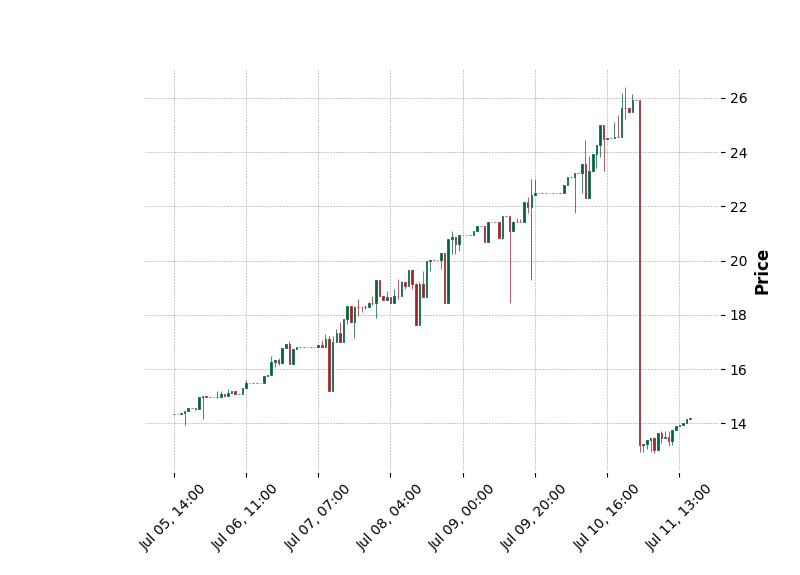 26
24
22
20
18
16
14
Price
Jul 05, 14:00
Jul 06, 11:00
Jul 07, 07:00
Jul 08, 04:00
Jul 09, 00:00
Jul 09, 20:00
Jul 10, 16:00
Jul 11, 13:00